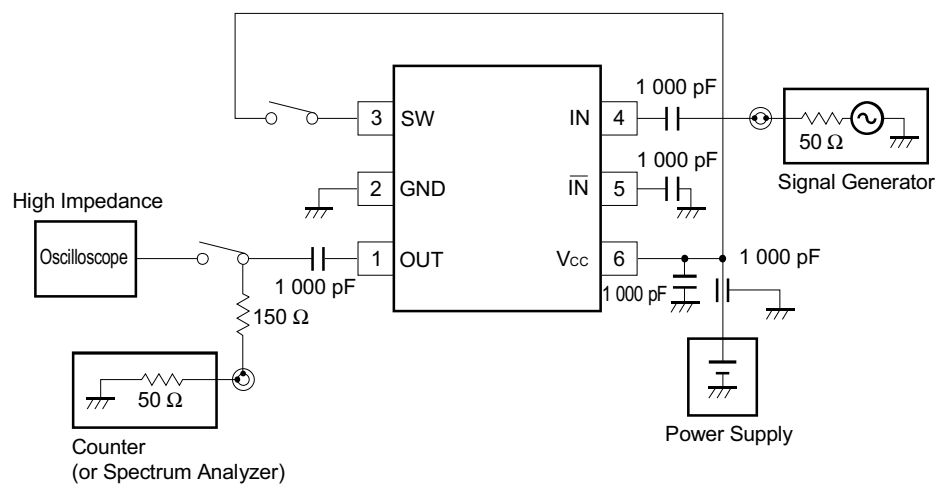 1 000 pF
3
SW
IN
4
50 Ω
Signal Generator
1 000 pF
2
GND
IN
5
High Impedance
Oscilloscope
1 000 pF
1
OUT
Vcc
6
1 000 pF
1 000 pF
150 Ω
50 Ω
Counter
(or Spectrum Analyzer)
Power Supply